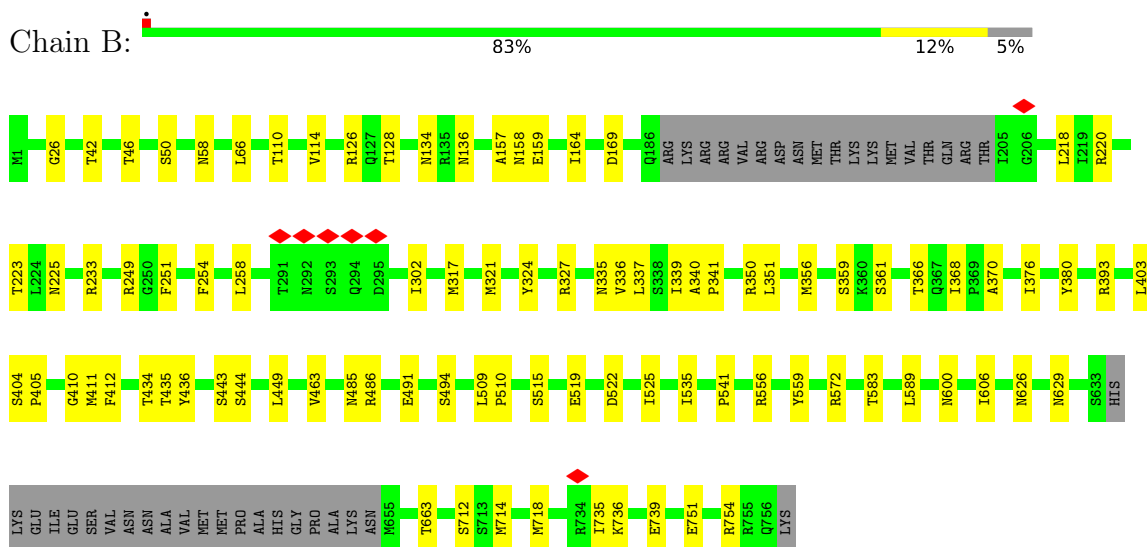 Chain B:
83% 12% 5%
M1 G26 T42 T46 S50 N58 L66 T110 V114 R126 Q127 T128 N134 R135 N136 A157 N158 E159 I164 D169 Q186 ARG LYS ARG ARG VAL ARG ASP ASN MET THR LYS LYS MET VAL THR GLN ARG THR I205 G206 L218 I219 R220
T223 L224 N225 R233 R249 G250 F251 F254 L258 T291 N292 S293 Q294 D295 I302 M317 M321 Y324 R327 N335 V336 L337 S338 I339 A340 P341 R350 L351 M356 S359 K360 S361 T366 Q367 I368 P369 A370 I376 Y380 R393 L403
S404 P405 G410 M411 F412 T434 T435 Y436 S443 S444 L449 V463 N485 R486 E491 S494 L509 P510 S515 E519 D522 I525 I535 P541 R556 Y559 R572 T583 L589 N600 I606 N626 N629 S633 HIS
LYS GLU ILE GLU SER VAL ASN ASN ALA VAL MET MET PRO ALA HIS GLY PRO ALA LYS ASN M655 T663 S712 S713 M714 M718 R734 I735 K736 E739 E751 R754 R755 Q756 LYS